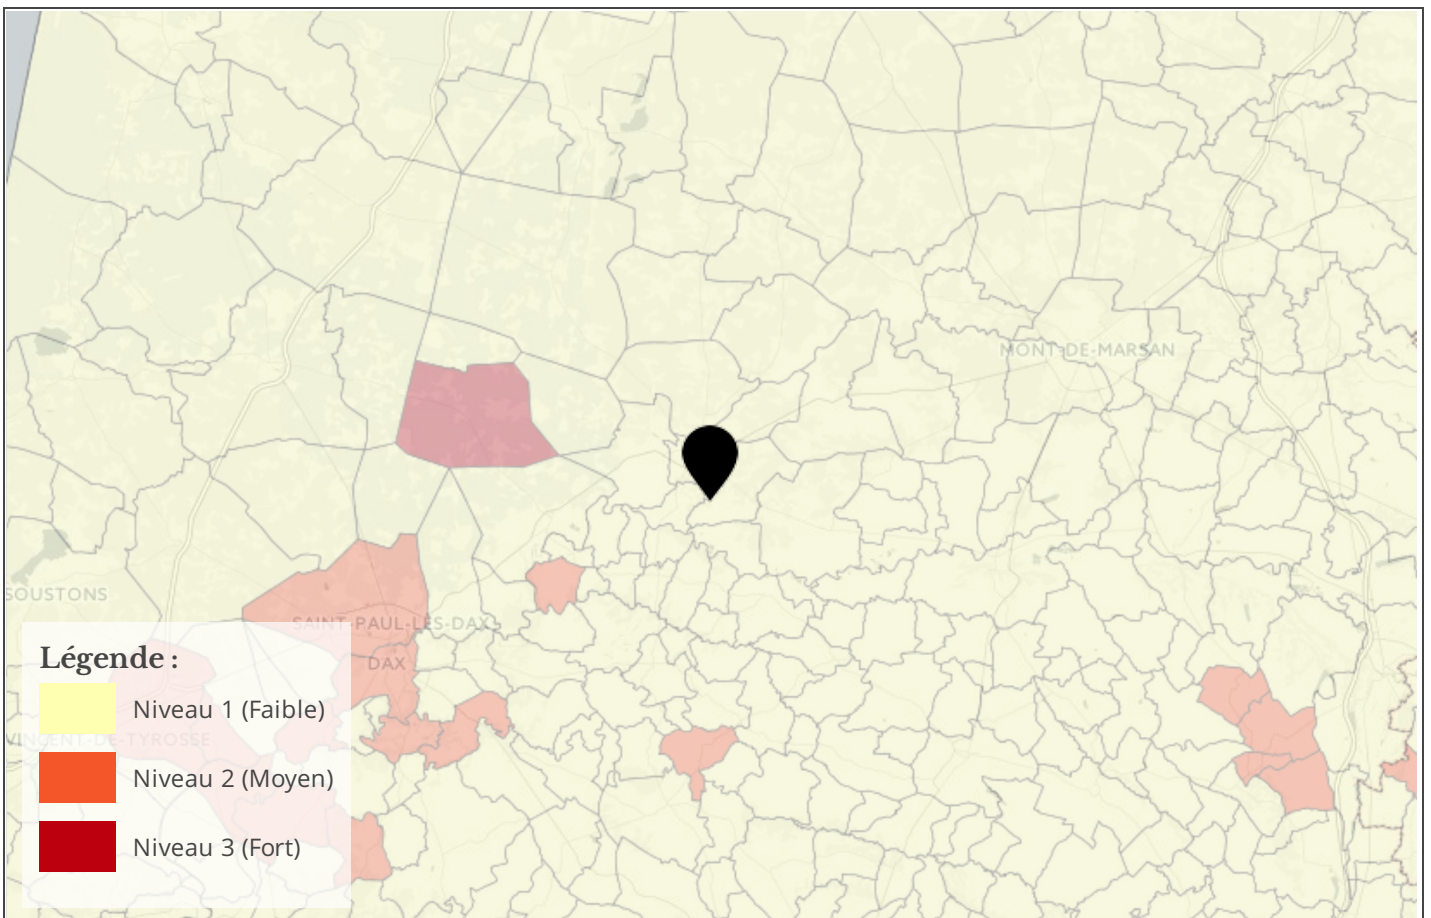 MONT-DE-MARSAN
SOUSTONS
SAINT-PAUL-LES-DAX
DAX
VINCENT-DE-TYROSSE
Légende :
Niveau 1 (Faible)
Niveau 2 (Moyen)
Niveau 3 (Fort)